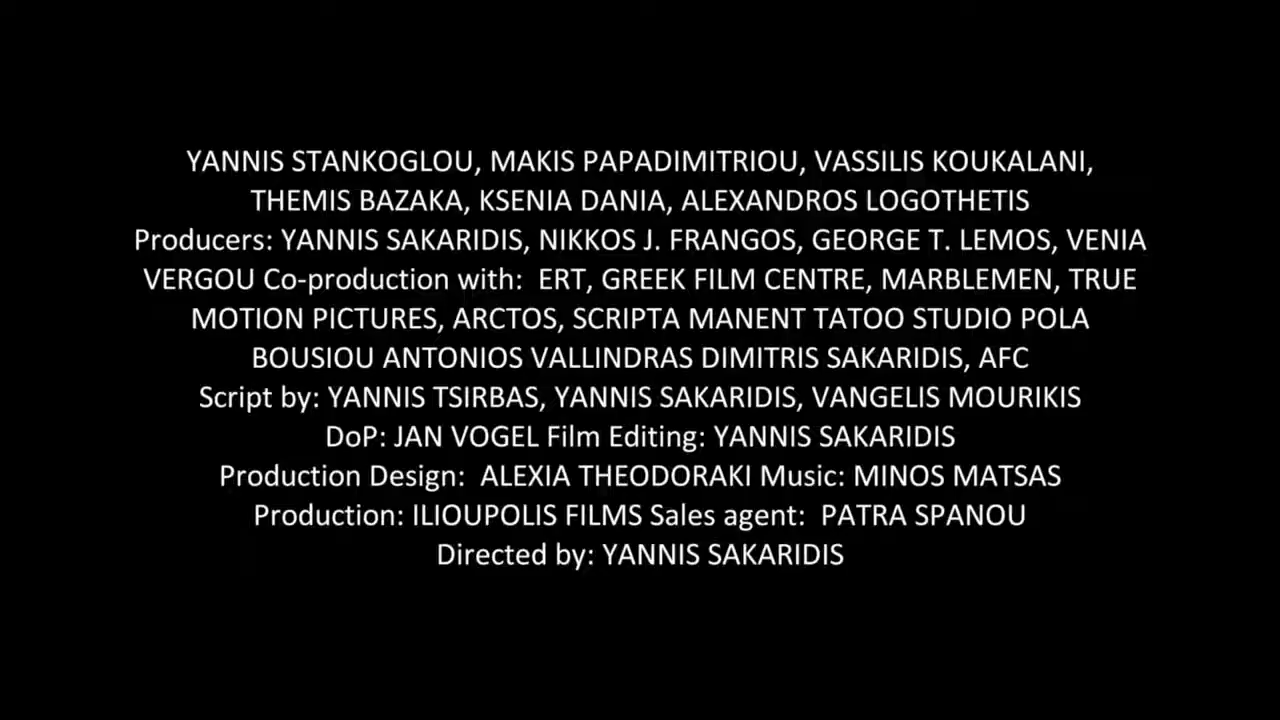 YANNIS STANKOGLOU, MAKIS PAPADIMITRIOU, VASSILIS KOUKALANI,
THEMIS BAZAKA, KSENIA DANIA, ALEXANDROS LOGOTHETIS
Producers: YANNIS SAKARIDIS, NIKKOS J. FRANGOS, GEORGE T. LEMOS, VENIA
VERGOU Co-production with:  ERT, GREEK FILM CENTRE, MARBLEMEN, TRUE
MOTION PICTURES, ARCTOS, SCRIPTA MANENT TATOO STUDIO POLA
BOUSIOU ANTONIOS VALLINDRAS DIMITRIS SAKARIDIS, AFC
Script by: YANNIS TSIRBAS, YANNIS SAKARIDIS, VANGELIS MOURIKIS
DoP: JAN VOGEL Film Editing: YANNIS SAKARIDIS
Production Design:  ALEXIA THEODORAKI Music: MINOS MATSAS
Production: ILIOUPOLIS FILMS Sales agent:  PATRA SPANOU
Directed by: YANNIS SAKARIDIS